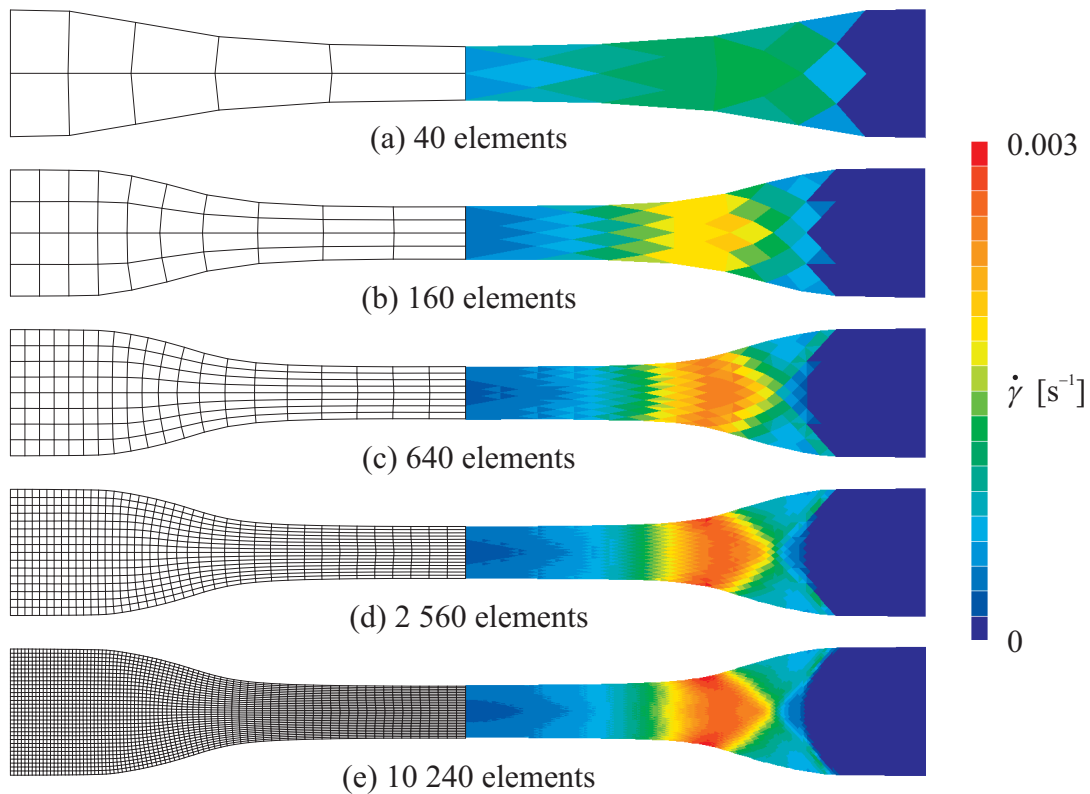 (a) 40 elements
0.003
(b) 160 elements
γ̇ [s⁻¹]
(c) 640 elements
(d) 2 560 elements
0
(e) 10 240 elements